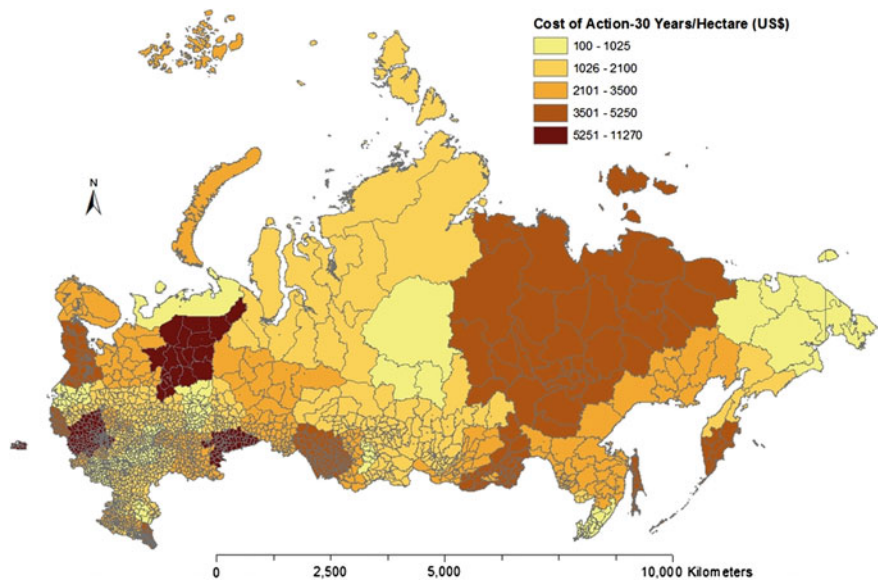 Cost of Action-30 Years/Hectare (US$)
100 - 1025
1026 - 2100
2101 - 3500
3501 - 5250
5251 - 11270
N
0 2,500 5,000 10,000 Kilometers